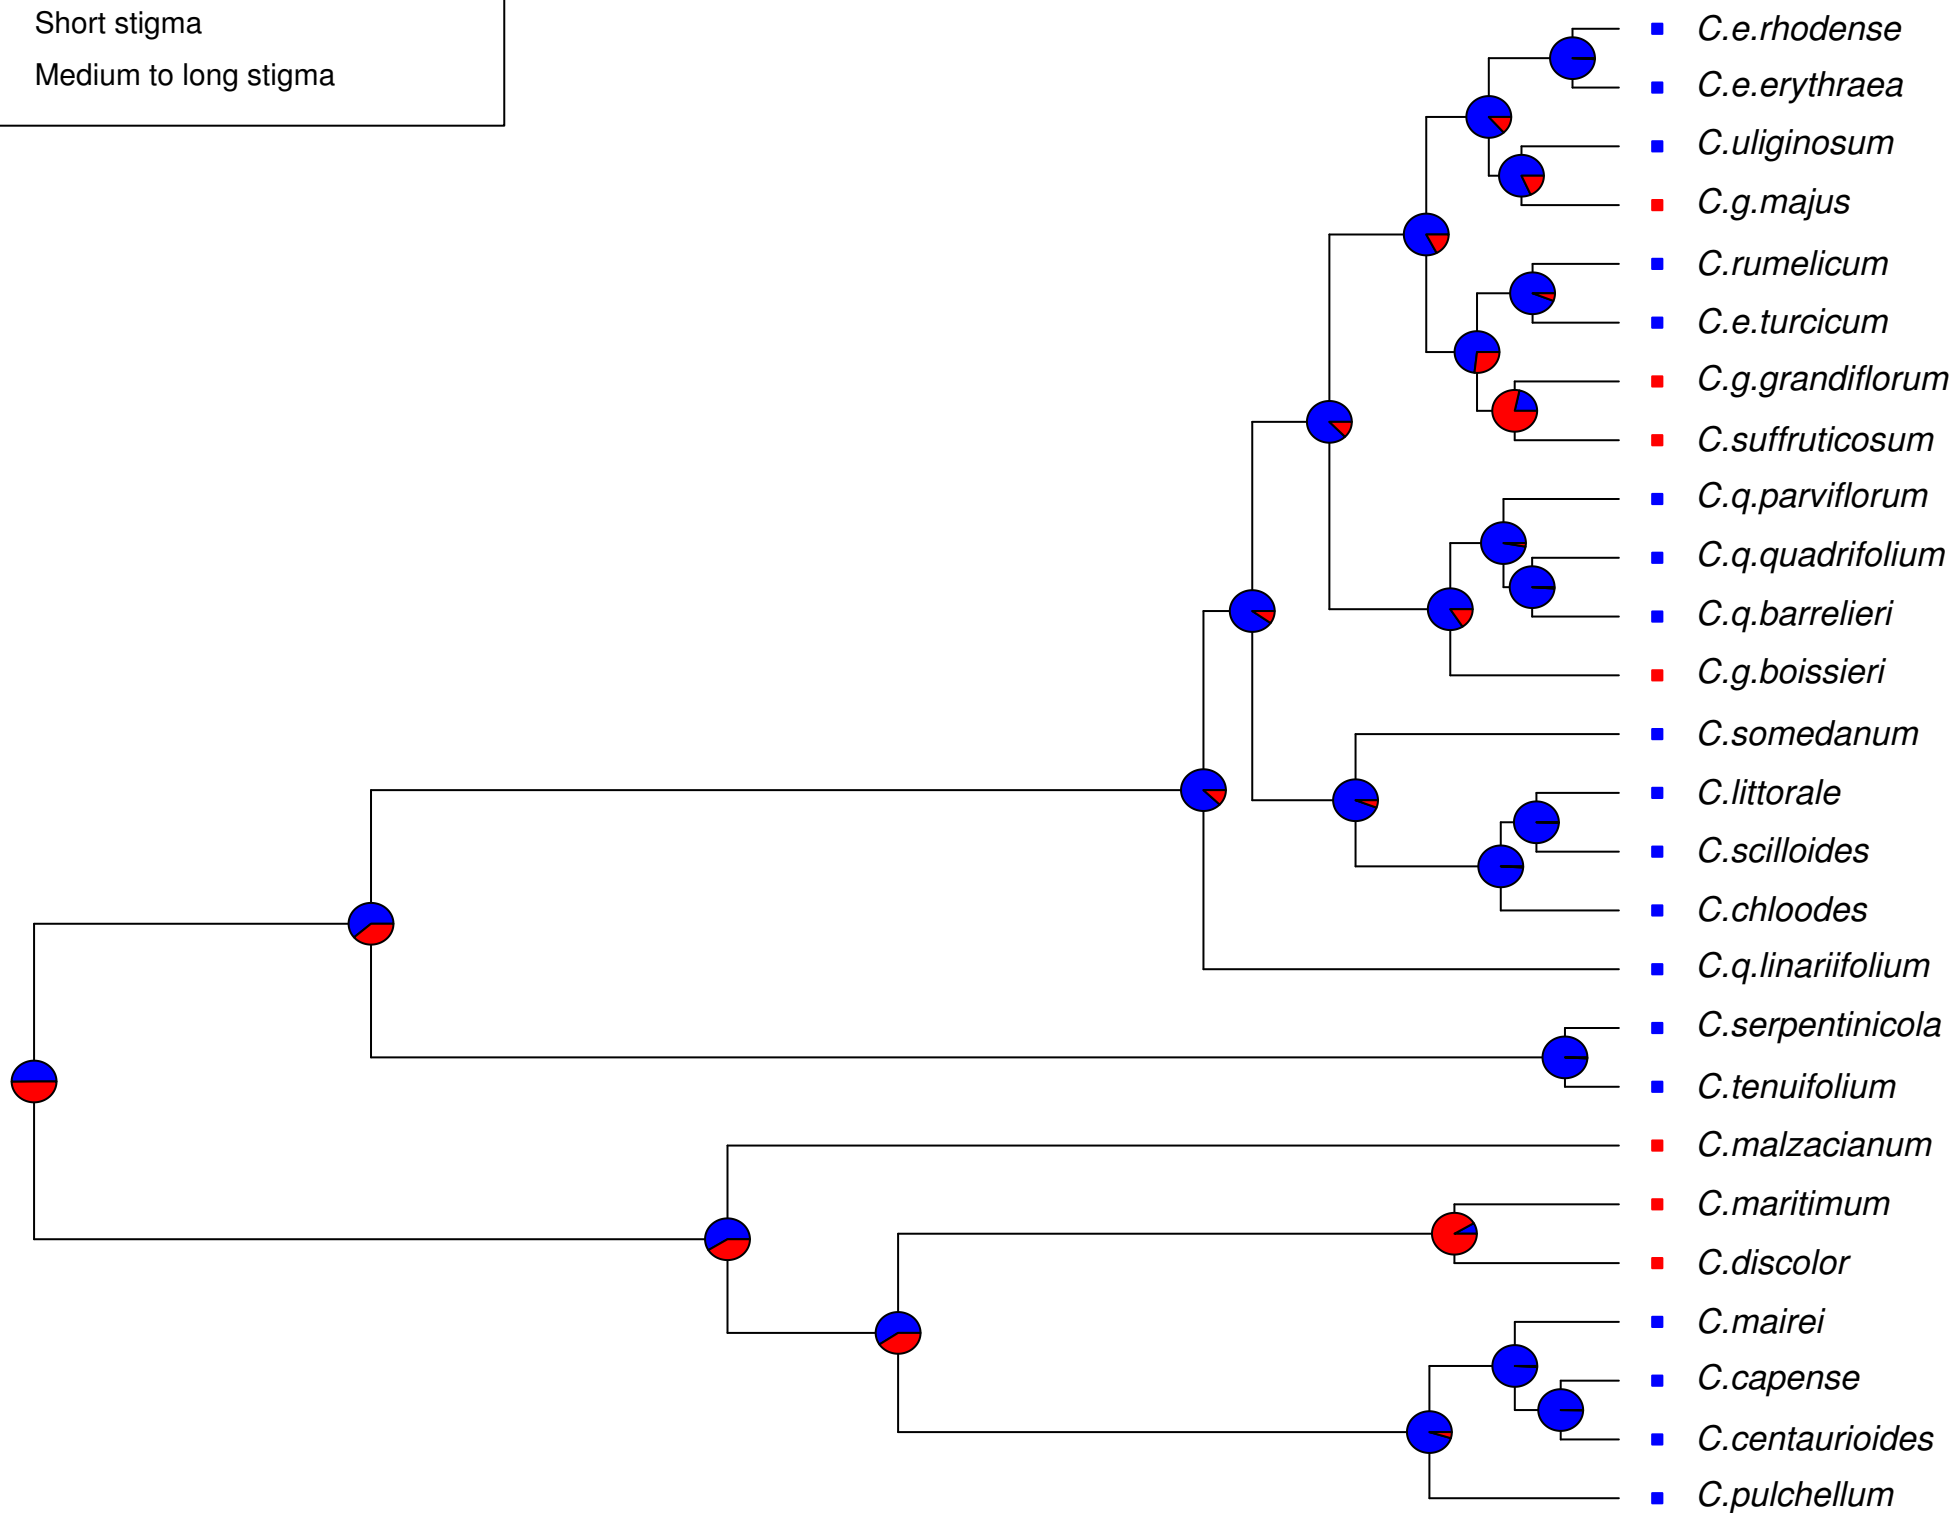 Short stigma
Medium to long stigma
C.e.rhodense
C.e.erythraea
C.uliginosum
C.g.majus
C.rumelicum
C.e.turcicum
C.g.grandiflorum
C.suffruticosum
C.q.parviflorum
C.q.quadrifolium
C.q.barrelieri
C.g.boissieri
C.somedanum
C.littorale
C.scilloides
C.chloodes
C.q.linariifolium
C.serpentinicola
C.tenuifolium
C.malzacianum
C.maritimum
C.discolor
C.mairei
C.capense
C.centaurioides
C.pulchellum